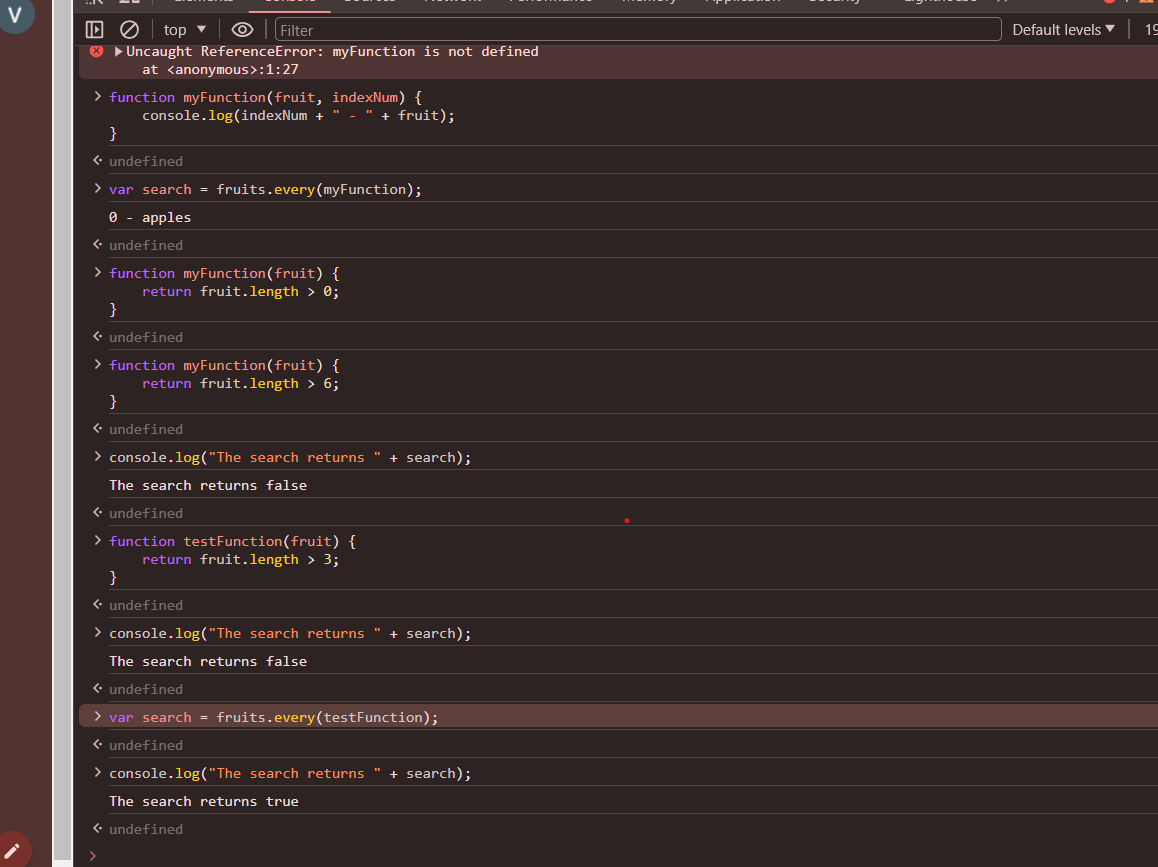 V
top
Filter
Default levels
Uncaught ReferenceError: myFunction is not defined
at <anonymous>:1:27
function myFunction(fruit, indexNum) {
console.log(indexNum + " - " + fruit);
}
undefined
var search = fruits.every(myFunction);
0 - apples
undefined
function myFunction(fruit) {
return fruit.length > 0;
}
undefined
function myFunction(fruit) {
return fruit.length > 6;
}
undefined
console.log("The search returns " + search);
The search returns false
undefined
function testFunction(fruit) {
return fruit.length > 3;
}
undefined
console.log("The search returns " + search);
The search returns false
undefined
var search = fruits.every(testFunction);
undefined
console.log("The search returns " + search);
The search returns true
undefined